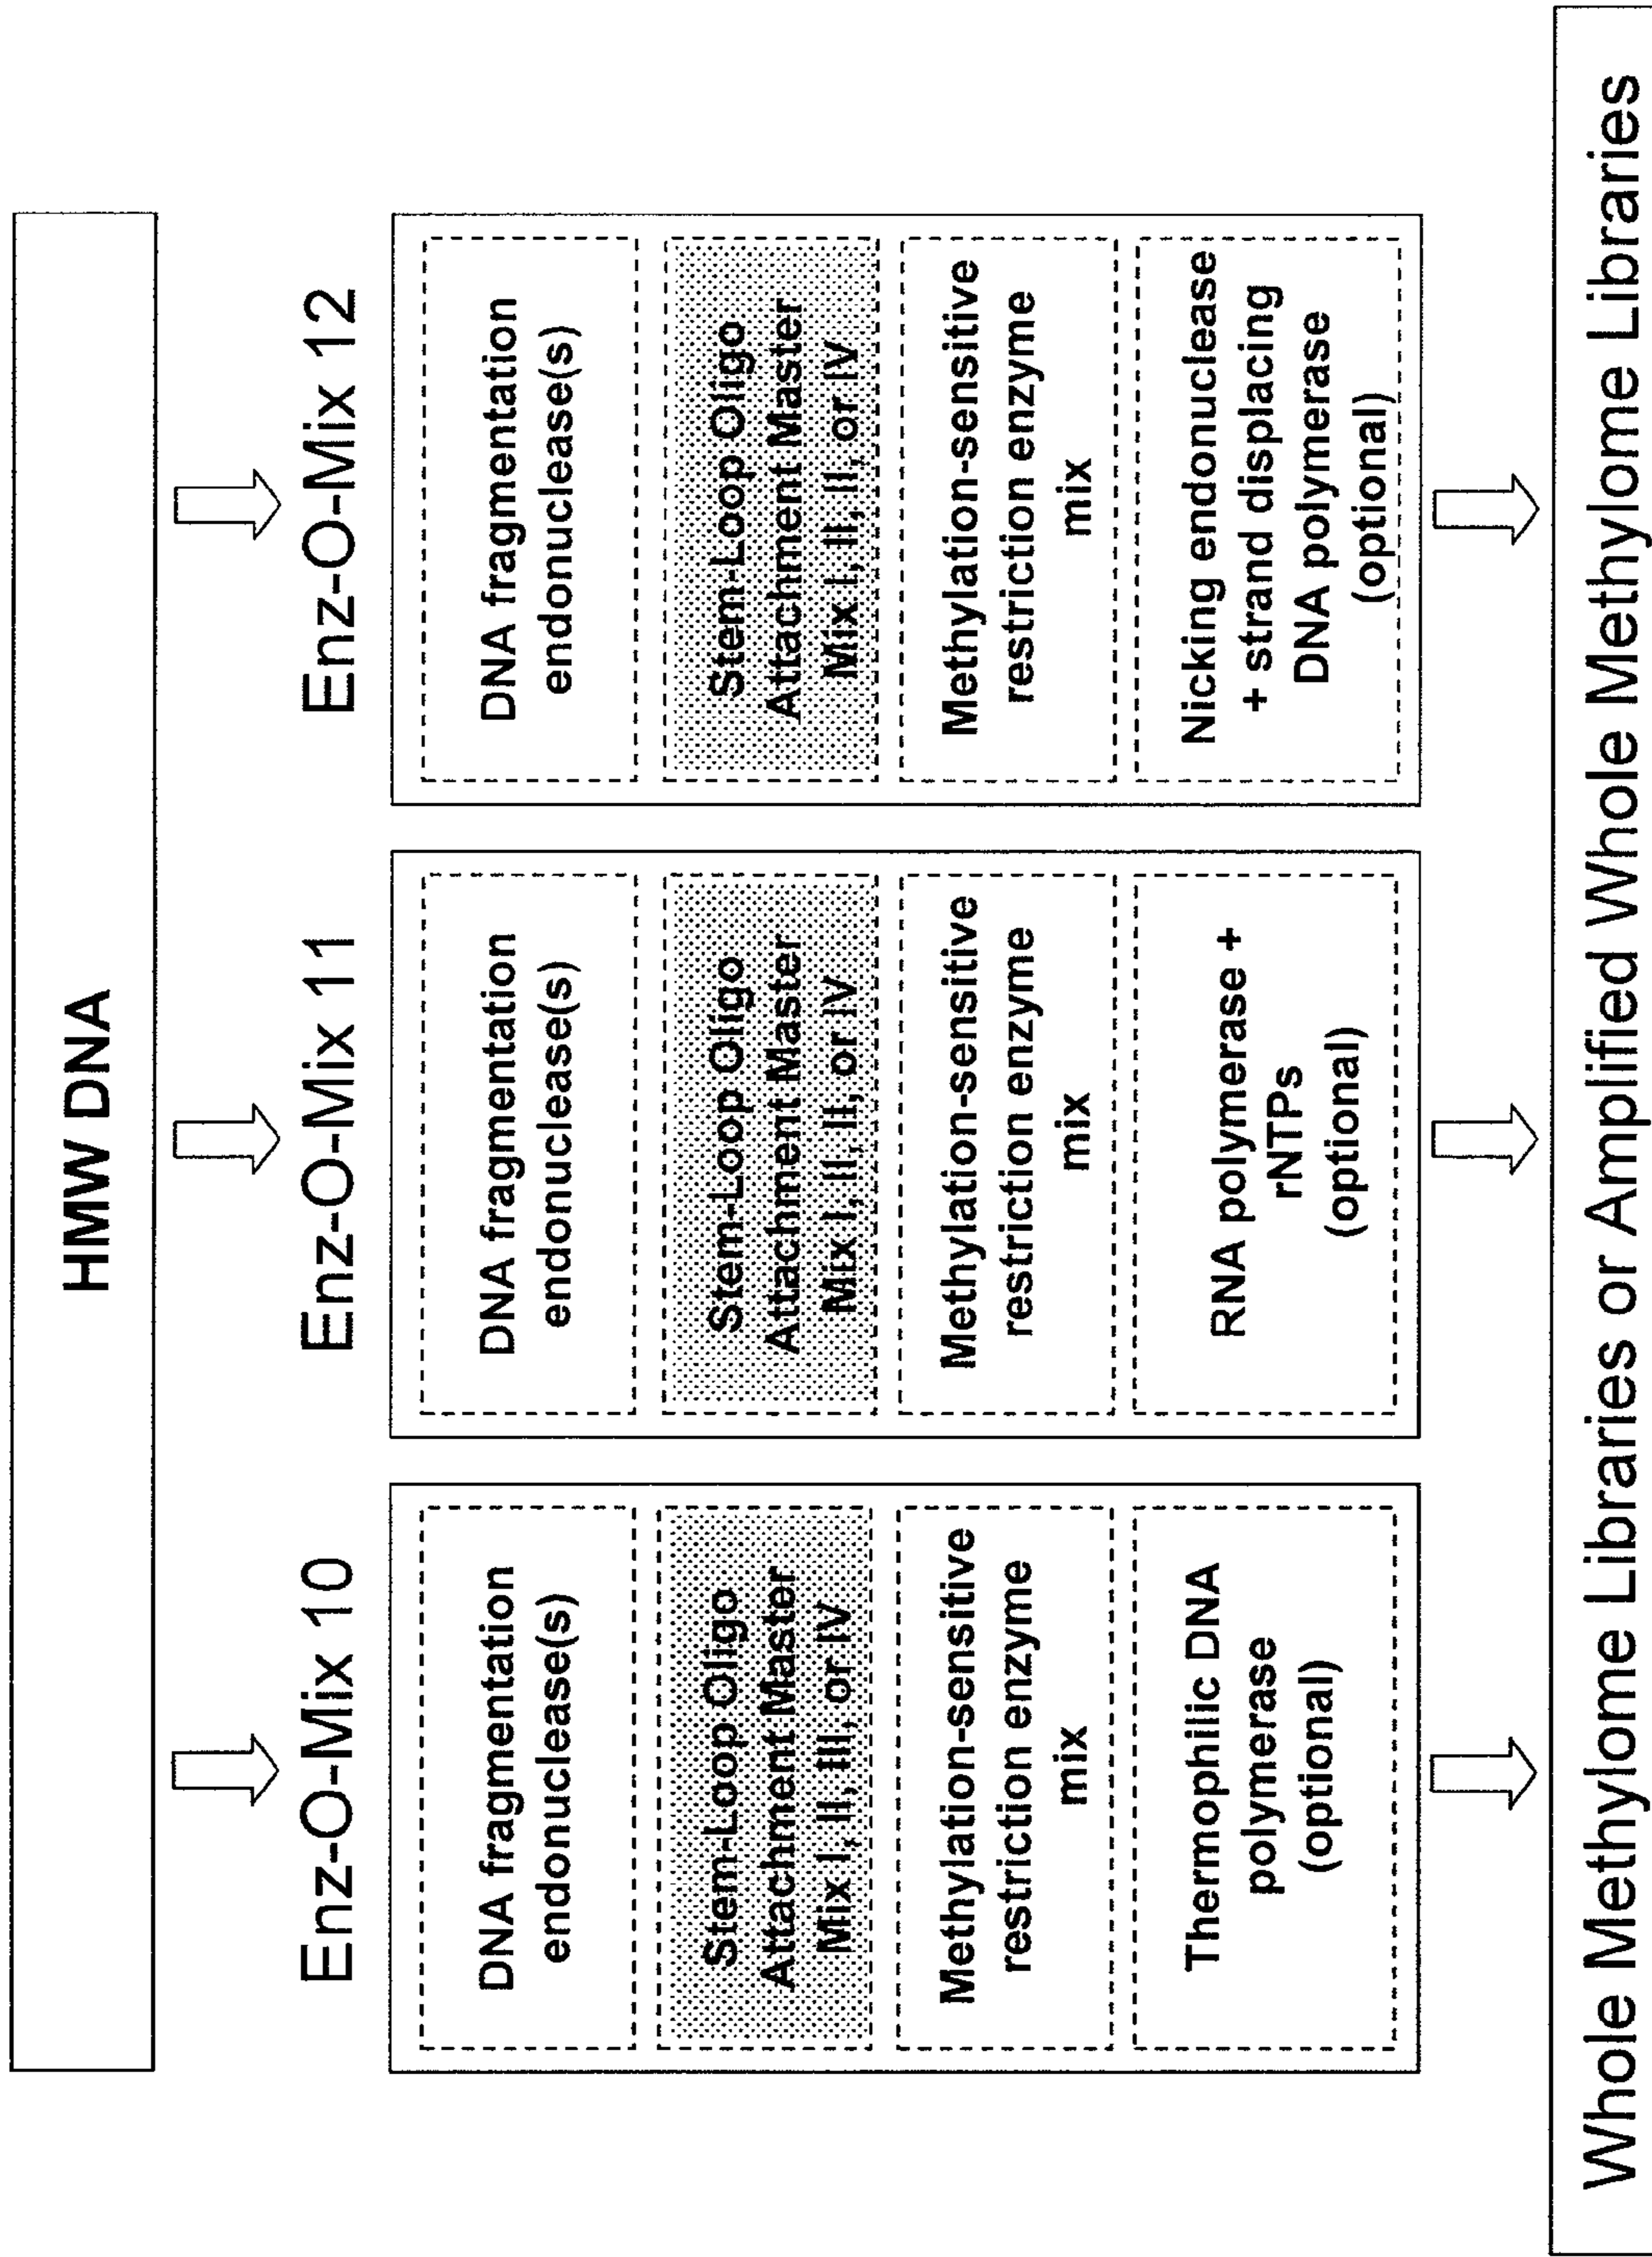 HMW DNA
Enz-O-Mix 10
DNA fragmentation
endonuclease(s)
Stem-Loop Oligo
Attachment Master
Mix I, II, III, or IV
Methylation-sensitive
restriction enzyme
mix
Thermophilic DNA
polymerase
(optional)
Enz-O-Mix 11
DNA fragmentation
endonuclease(s)
Stem-Loop Oligo
Attachment Master
Mix I, II, II, or IV
Methylation-sensitive
restriction enzyme
mix
RNA polymerase +
rNTPs
(optional)
Enz-O-Mix 12
DNA fragmentation
endonuclease(s)
Stem-Loop Oligo
Attachment Master
Mix I, II, II, or IV
Methylation-sensitive
restriction enzyme
mix
Nicking endonuclease
+ strand displacing
DNA polymerase
(optional)
Whole Methylome Libraries or Amplified Whole Methylome Libraries